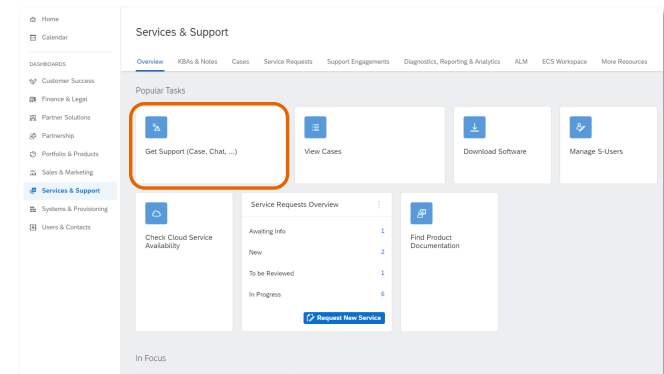 Home
Calendar
DASHBOARDS
Customer Success
Finance & Legal
Partner Solutions
Partnership
Portfolio & Products
Sales & Marketing
Services & Support
Systems & Provisioning
Users & Contacts
Services & Support
Overview KBAs & Notes Cases Service Requests Support Engagements Diagnostics, Reporting & Analytics ALM ECS Workspace More Resources
Popular Tasks
Get Support (Case, Chat, ...)
View Cases
Download Software
Manage S-Users
Check Cloud Service
Availability
Service Requests Overview
Awaiting Info 1
New 2
To be Reviewed 1
In Progress 6
Request New Service
Find Product
Documentation
In Focus